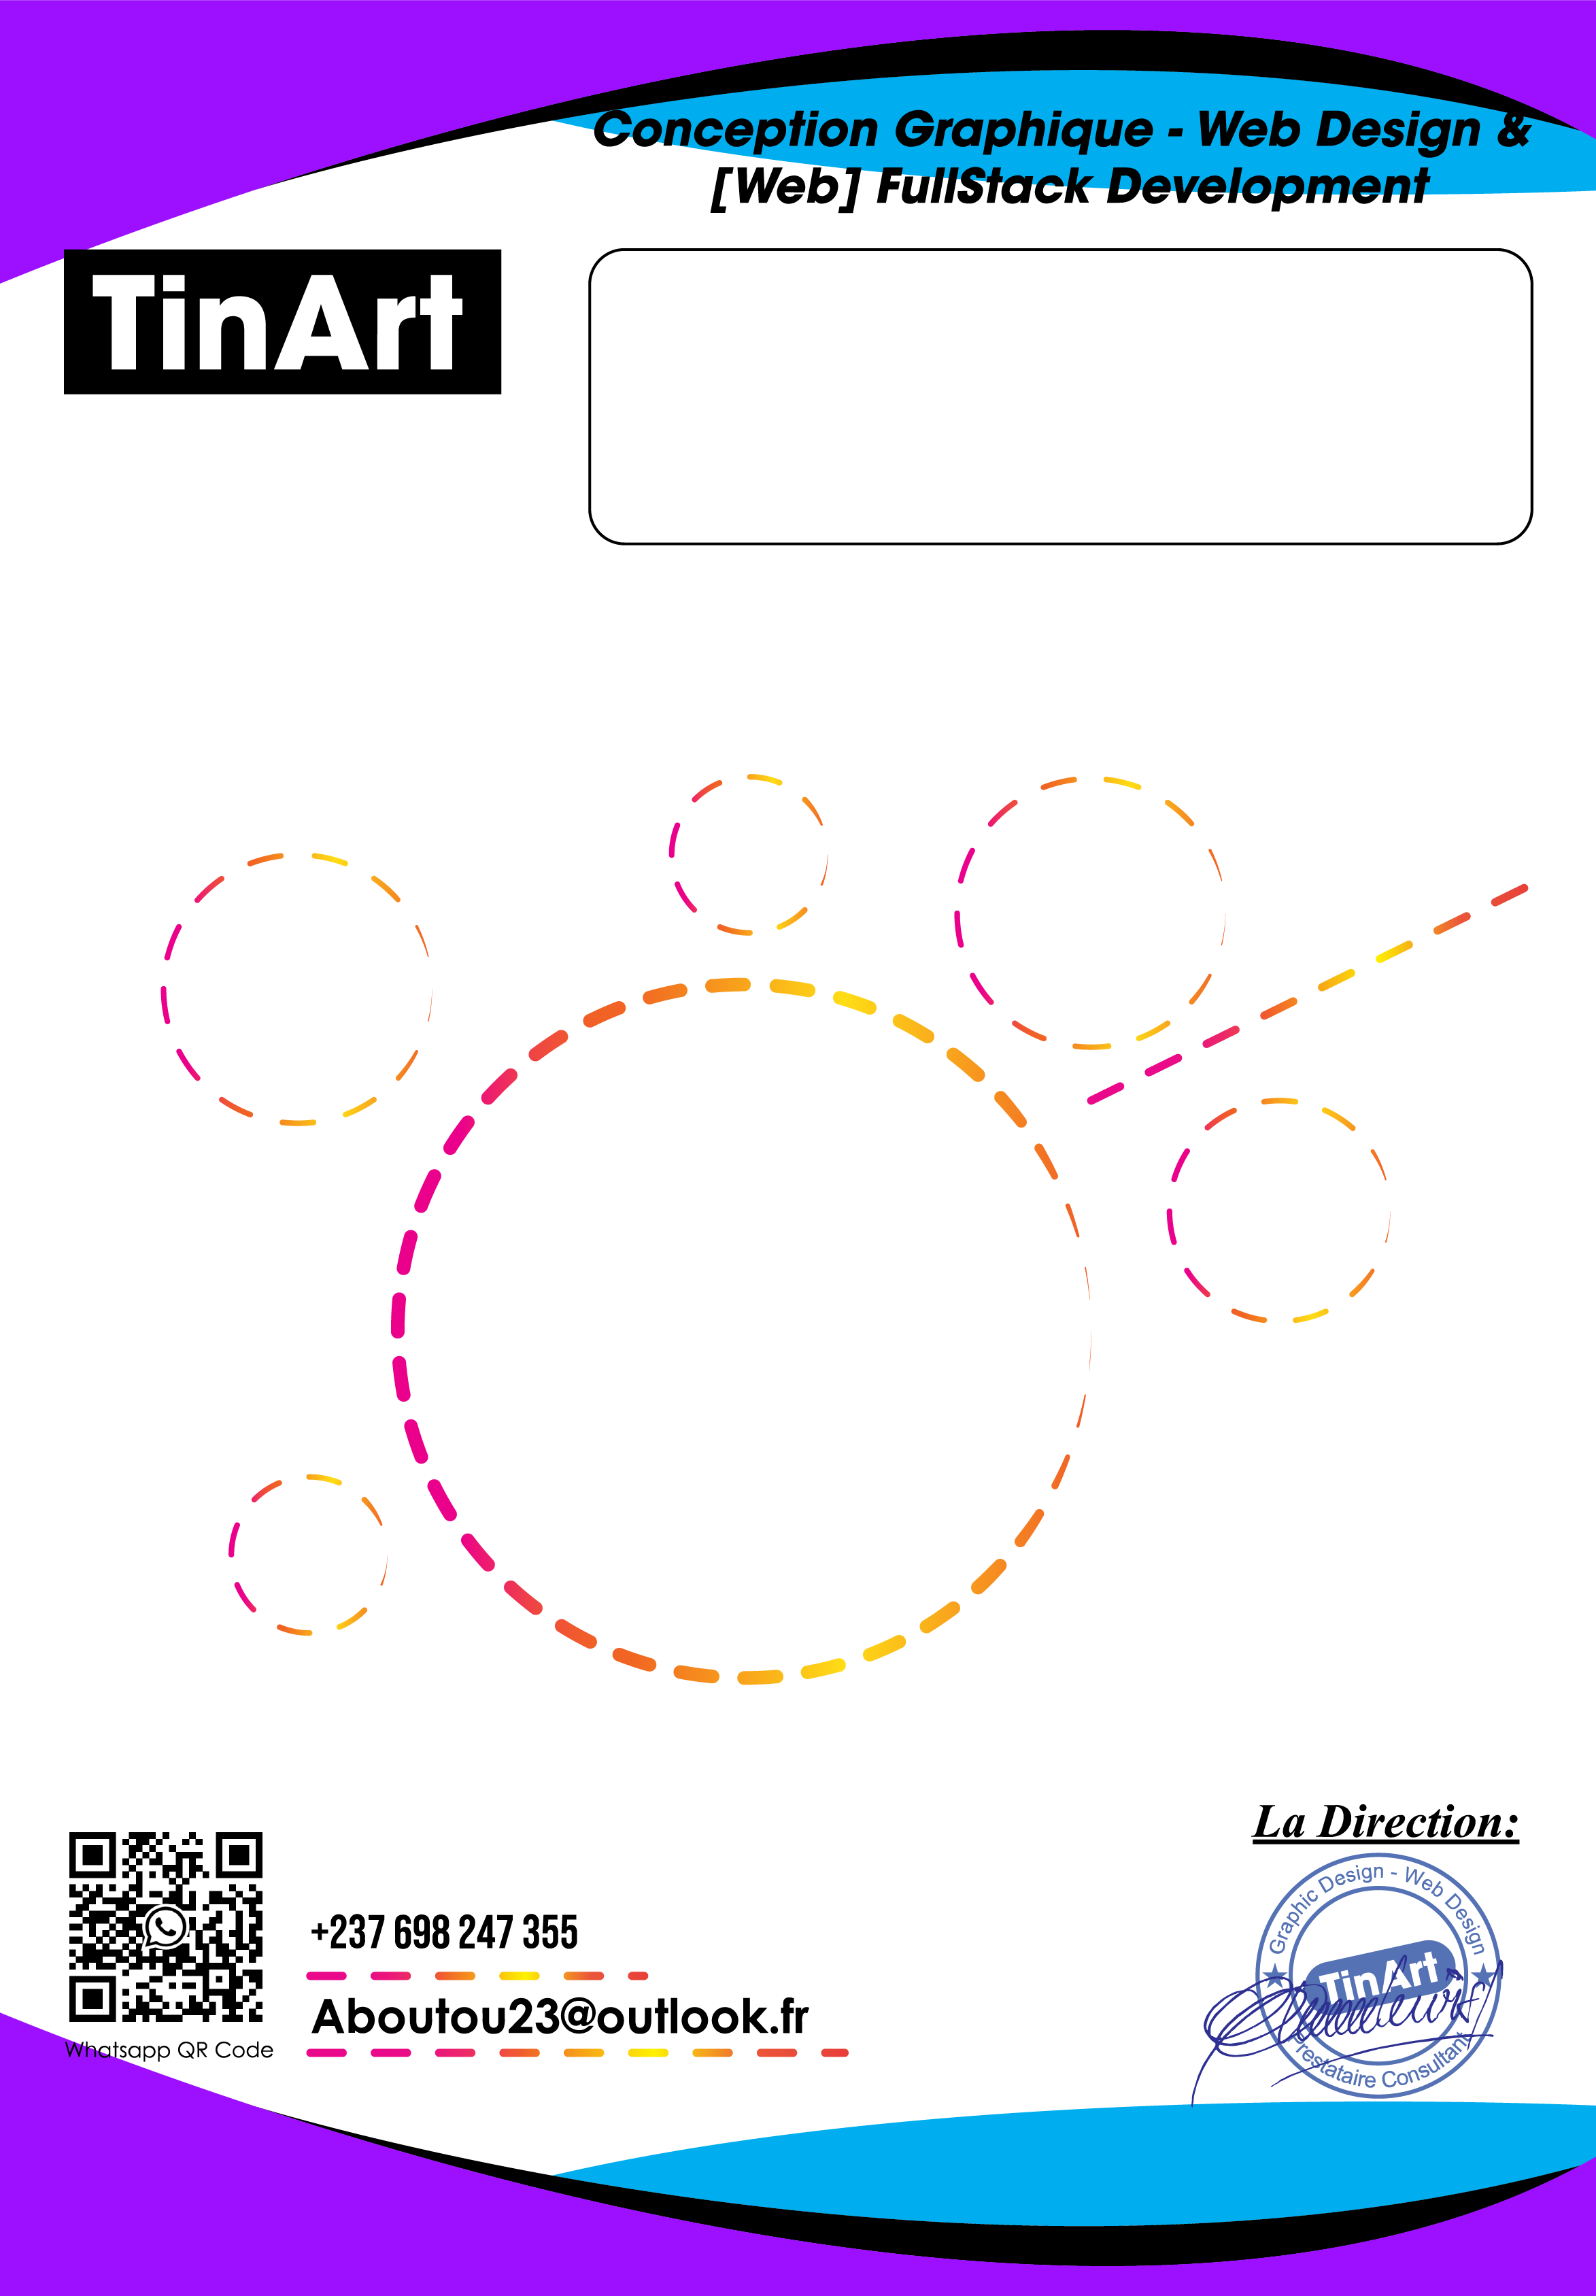 Conception Graphique - Web Design &
[Web] FullStack Development
TinArt
La Direction:
Graphic Design - Web Design
TinArt
Prestataire Consultant
+237 698 247 355
Aboutou23@outlook.fr
Whatsapp QR Code